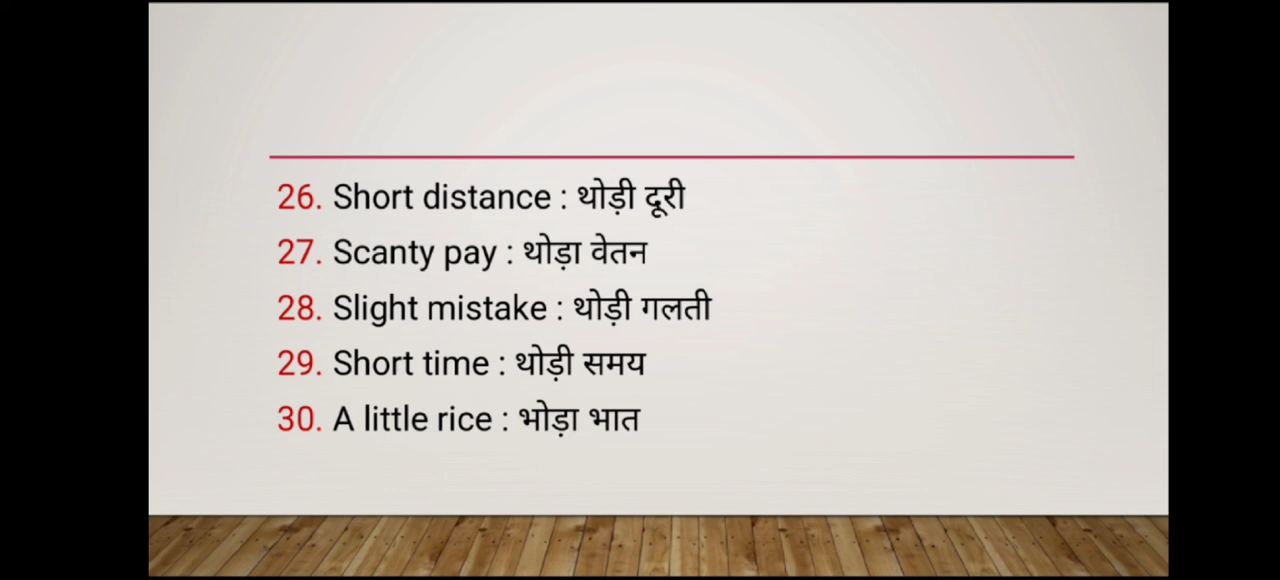 26. Short distance : थोड़ी दूरी
27. Scanty pay : थोड़ा वेतन
28. Slight mistake : थोड़ी गलती
29. Short time : थोड़ी समय
30. A little rice : भोड़ा भात